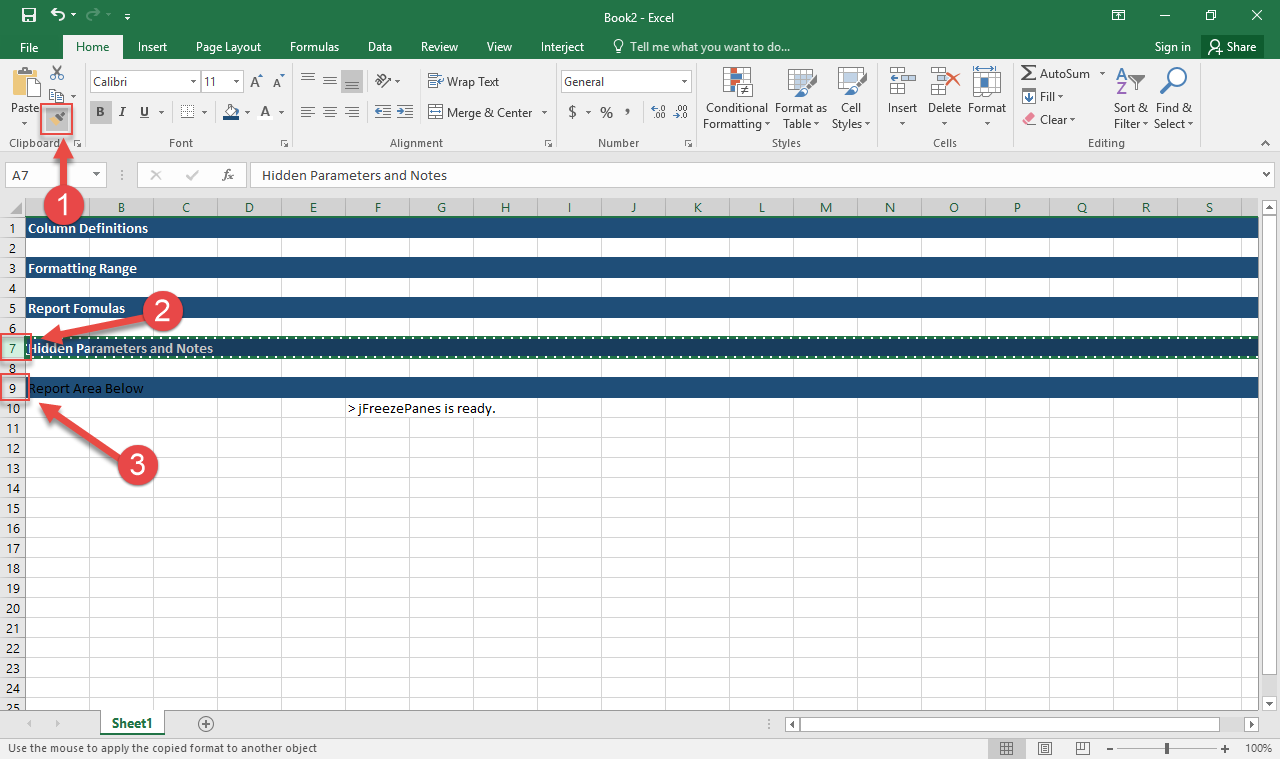 Book2 - Excel
File Home Insert Page Layout Formulas Data Review View Interject Tell me what you want to do... Sign in Share
Calibri 11 Wrap Text General AutoSum
Paste Conditional Format as Cell Insert Delete Format Fill Sort & Find &
B I U Merge & Center $ % , Formatting Table Styles Clear Filter Select
Clipboard Font Alignment Number Styles Cells Editing
1
A7 fx Hidden Parameters and Notes
A B C D E F G H I J K L M N O P Q R S
1 Column Definitions
2
3 Formatting Range
4
5 Report Fomulas
2
6
7 Hidden Parameters and Notes
8
9 Report Area Below
10 > jFreezePanes is ready.
11
12
3
13
14
15
16
17
18
19
20
21
22
23
24
25
Sheet1
Use the mouse to apply the copied format to another object 100%